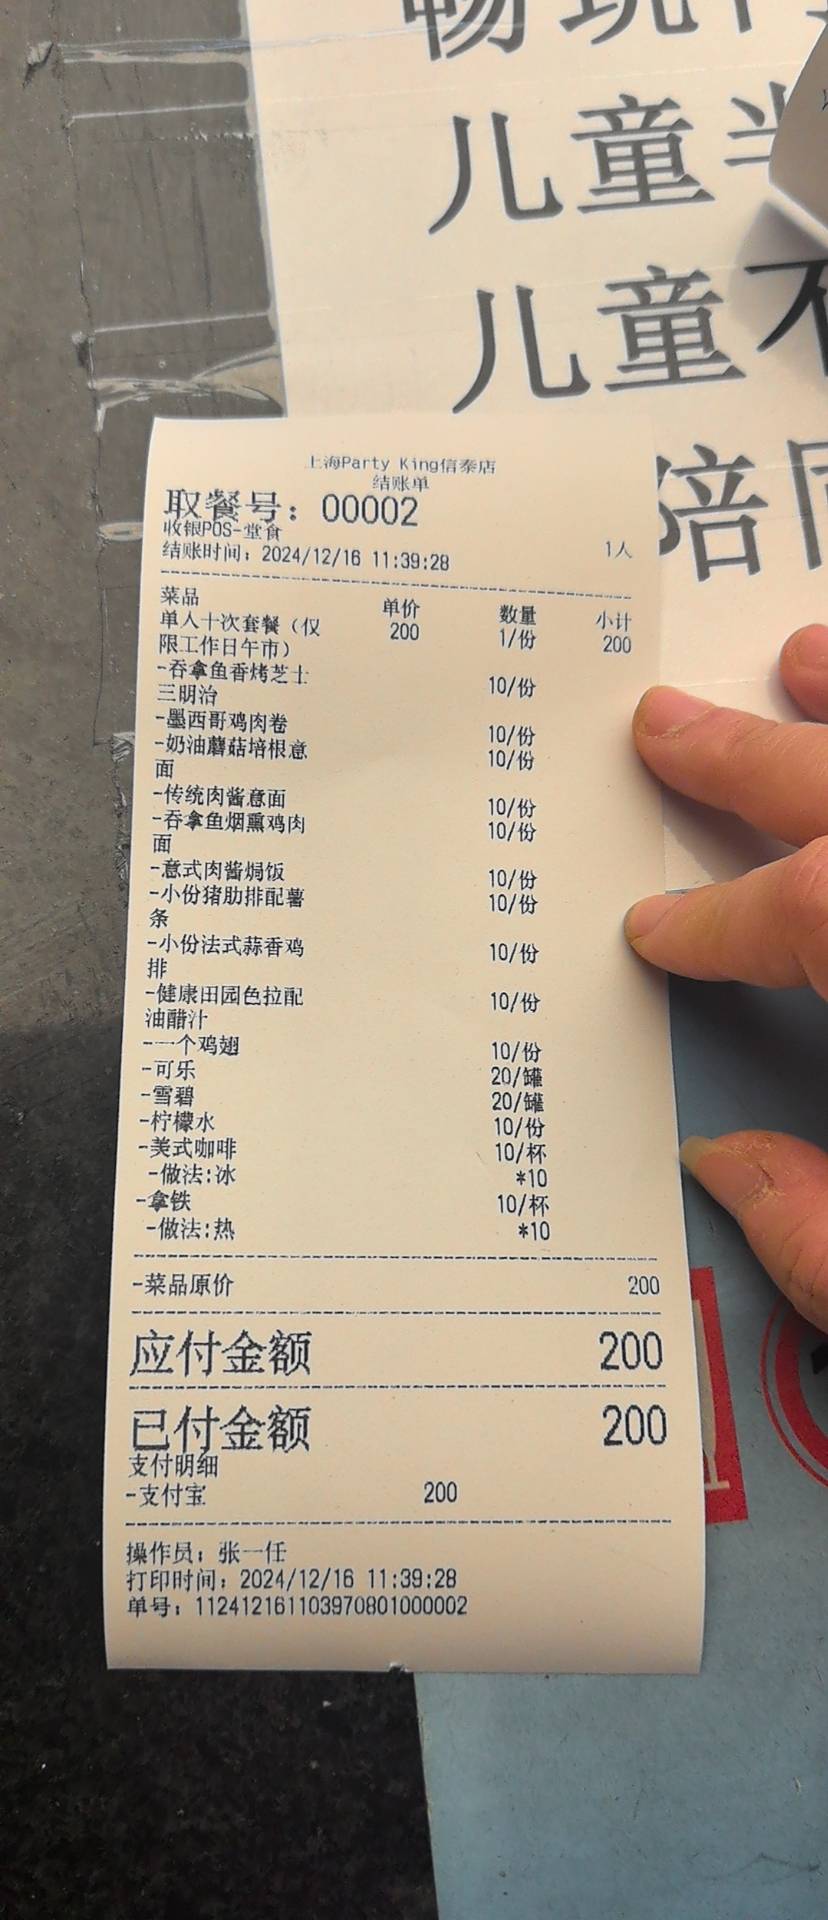 畅玩
儿童半
儿童不
陪同
上海Party King信泰店
结账单
取餐号：00002
收银POS-堂食
结账时间：2024/12/16 11:39:28 1人
菜品 单价 数量 小计
单人十次套餐（仅 200 1/份 200
限工作日午市）
-吞拿鱼香烤芝士 10/份
三明治
-墨西哥鸡肉卷 10/份
-奶油蘑菇培根意 10/份
面
-传统肉酱意面 10/份
-吞拿鱼烟熏鸡肉 10/份
面
-意式肉酱焗饭 10/份
-小份猪肋排配薯 10/份
条
-小份法式蒜香鸡 10/份
排
-健康田园色拉配 10/份
油醋汁
-一个鸡翅 10/份
-可乐 20/罐
-雪碧 20/罐
-柠檬水 10/份
-美式咖啡 10/杯
-做法:冰 *10
-拿铁 10/杯
-做法:热 *10
-菜品原价 200
应付金额 200
已付金额 200
支付明细
-支付宝 200
操作员：张一任
打印时间：2024/12/16 11:39:28
单号：112412161103970801000002